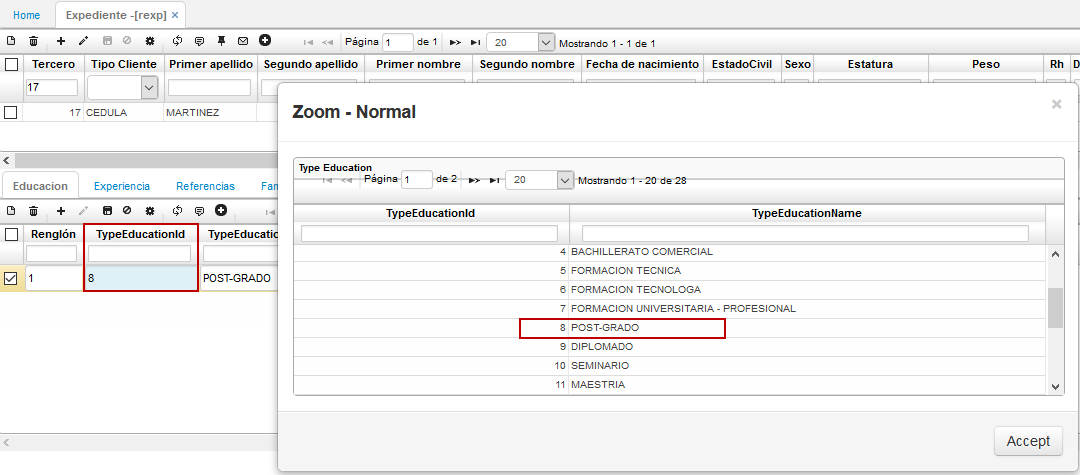 Home Expediente -[rexp] ×
Página 1 de 1 20 Mostrando 1 - 1 de 1
Tercero Tipo Cliente Primer apellido Segundo apellido Primer nombre Segundo nombre Fecha de nacimiento EstadoCivil Sexo Estatura Peso Rh D
17
17 CEDULA MARTINEZ
Zoom - Normal ×
Type Education
Página 1 de 2 20 Mostrando 1 - 20 de 28
TypeEducationId TypeEducationName
4 BACHILLERATO COMERCIAL
5 FORMACION TECNICA
6 FORMACION TECNOLOGA
7 FORMACION UNIVERSITARIA - PROFESIONAL
8 POST-GRADO
9 DIPLOMADO
10 SEMINARIO
11 MAESTRIA
Accept
Educacion Experiencia Referencias Fam
Renglón TypeEducationId TypeEducatio
1 8 POST-GRADO